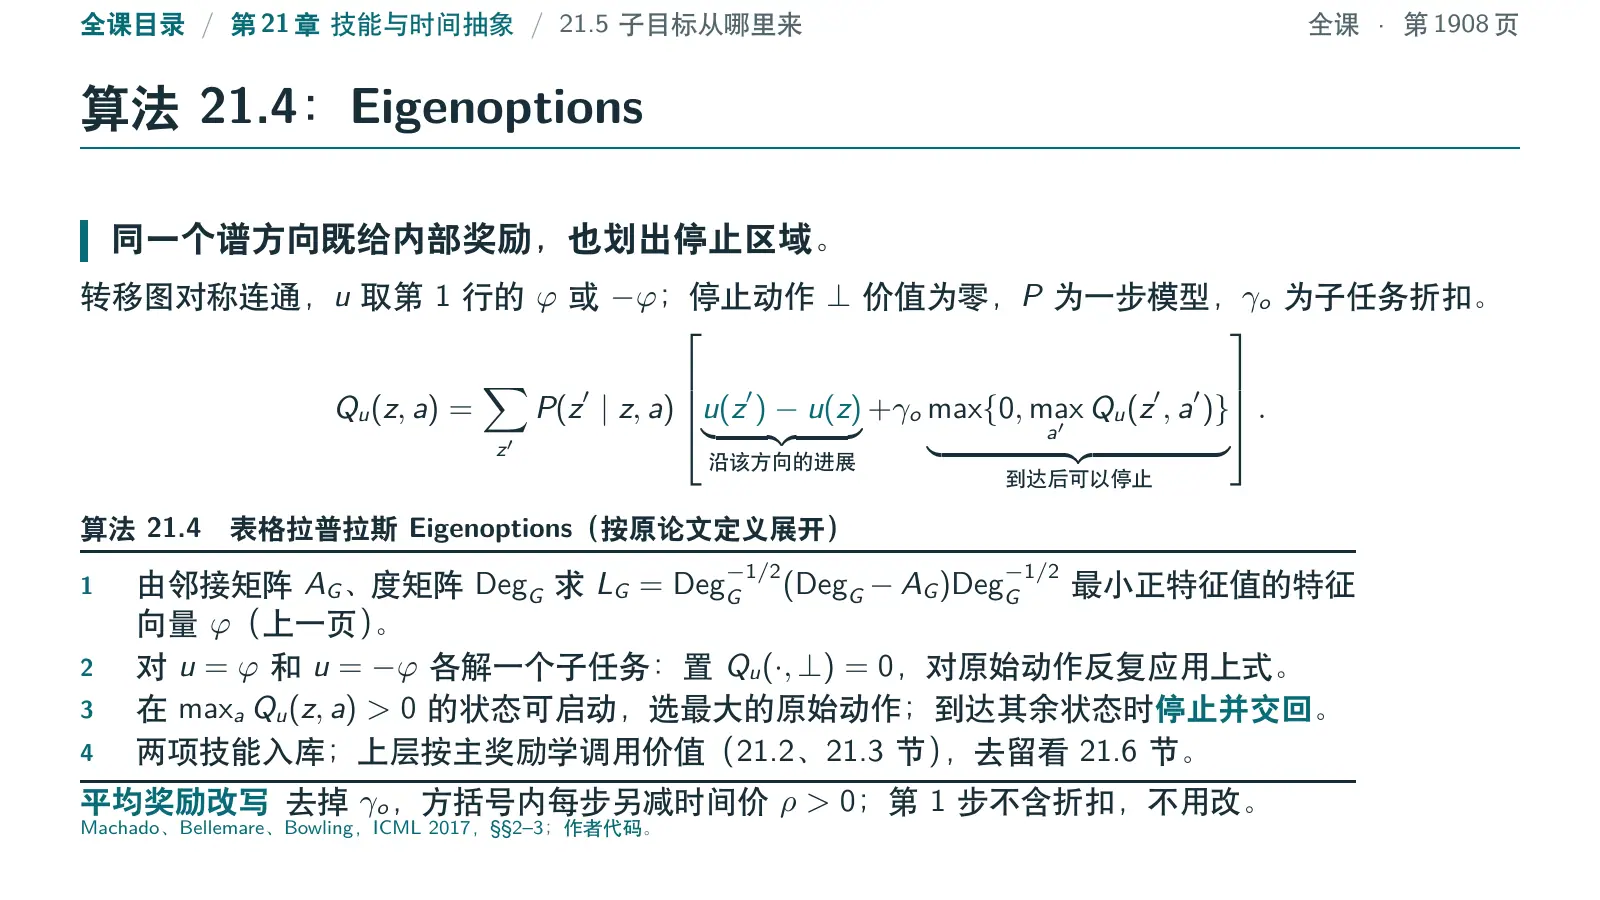 全课目录 / 第 21 章 技能与时间抽象 / 21.5 子目标从哪里来
全课 · 第 1908 页
算法 21.4：Eigenoptions
同一个谱方向既给内部奖励，也划出停止区域。
转移图对称连通，u 取第 1 行的 φ 或 −φ；停止动作 ⊥ 价值为零，P 为一步模型，γₒ 为子任务折扣。
Q_u(z, a) = ∑_{z′} P(z′ | z, a) [ u(z′) − u(z) + γₒ max{0, max_{a′} Q_u(z′, a′)} ] .
沿该方向的进展
到达后可以停止
算法 21.4 表格拉普拉斯 Eigenoptions（按原论文定义展开）
1 由邻接矩阵 A_G、度矩阵 Deg_G 求 L_G = Deg_G^{−1/2}(Deg_G − A_G)Deg_G^{−1/2} 最小正特征值的特征
向量 φ（上一页）。
2 对 u = φ 和 u = −φ 各解一个子任务：置 Q_u(·, ⊥) = 0，对原始动作反复应用上式。
3 在 max_a Q_u(z, a) > 0 的状态可启动，选最大的原始动作；到达其余状态时停止并交回。
4 两项技能入库；上层按主奖励学调用价值（21.2、21.3 节），去留看 21.6 节。
平均奖励改写 去掉 γₒ，方括号内每步另减时间价 ρ > 0；第 1 步不含折扣，不用改。
Machado、Bellemare、Bowling，ICML 2017，§§2–3；作者代码。